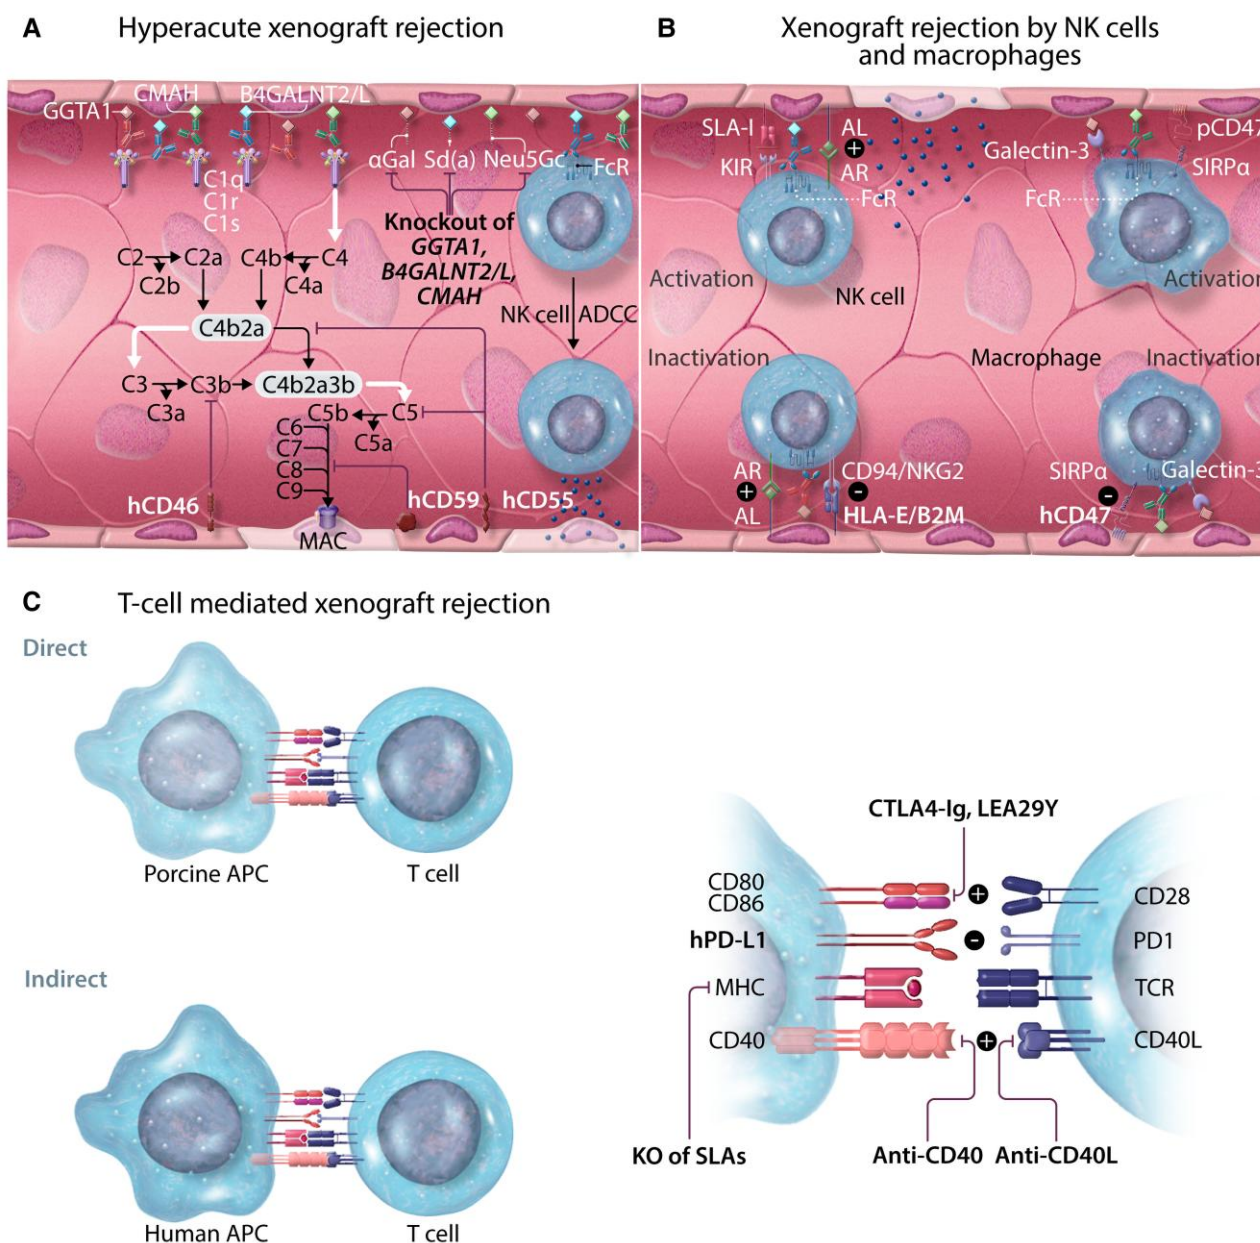 A Hyperacute xenograft rejection
GGTA1
CMAH
B4GALNT2/L
αGal
Sd(a)
Neu5Gc
FcR
C1q
C1r
C1s
Knockout of
GGTA1,
B4GALNT2/L,
CMAH
C2
C2a
C4b
C4
C2b
C4a
C4b2a
NK cell ADCC
C3
C3b
C4b2a3b
C3a
C5b
C5
C5a
C6
C7
C8
C9
hCD46
MAC
hCD59
hCD55
B Xenograft rejection by NK cells
and macrophages
SLA-I
KIR
AL
+
AR
FcR
Activation
NK cell
Galectin-3
pCD47
SIRPα
FcR
Activation
Inactivation
Macrophage
Inactivation
AR
+
AL
CD94/NKG2
-
HLA-E/B2M
SIRPα
-
hCD47
Galectin-3
C T-cell mediated xenograft rejection
Direct
Porcine APC
T cell
Indirect
Human APC
T cell
CTLA4-Ig, LEA29Y
CD80
CD86
+
CD28
hPD-L1
-
PD1
MHC
TCR
CD40
+
CD40L
KO of SLAs
Anti-CD40
Anti-CD40L